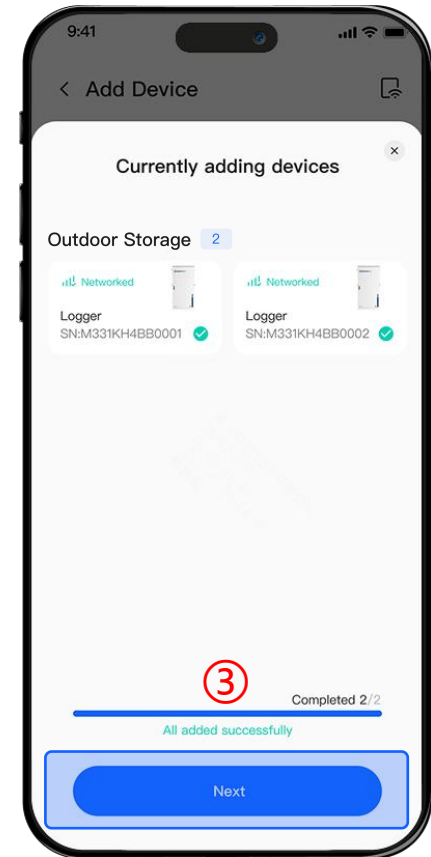 9:41
< Add Device
×
Currently adding devices
Outdoor Storage 2
Networked
Networked
Logger
Logger
SN:M331KH4BB0001
SN:M331KH4BB0002
③
Completed 2/2
All added successfully
Next